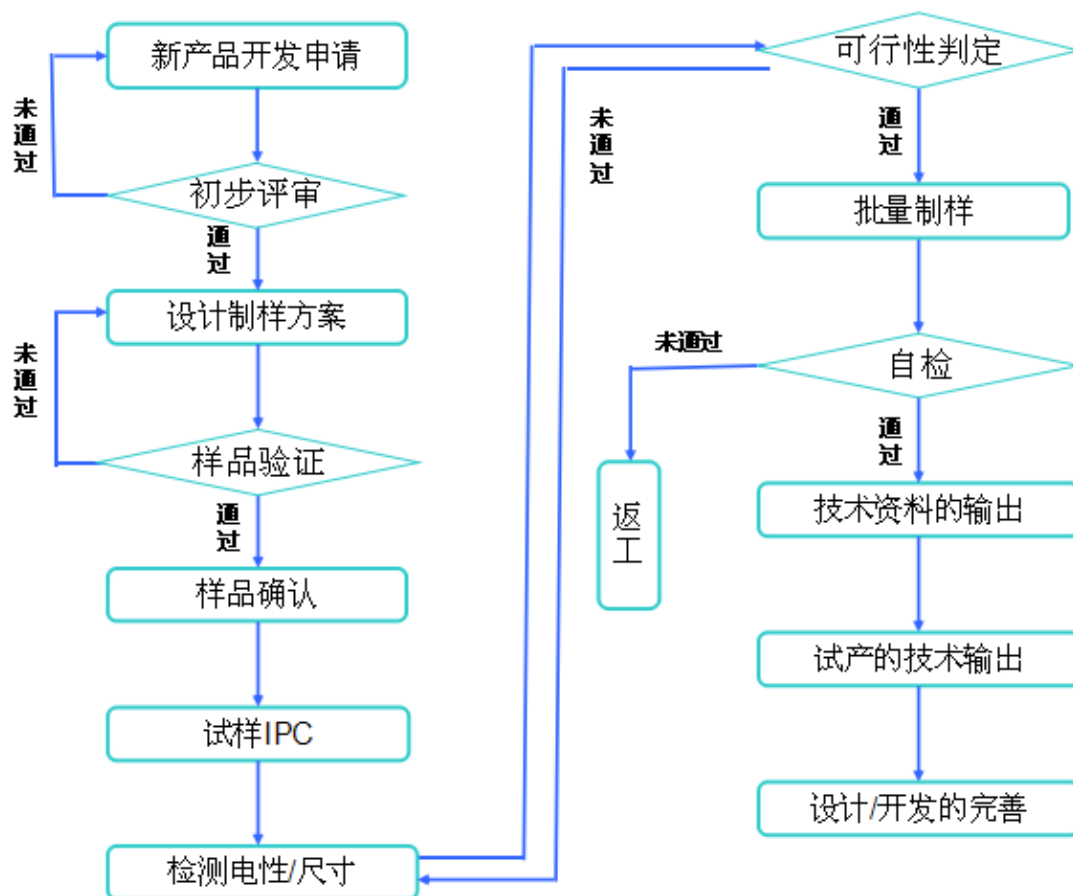 新产品开发申请
未通过
初步评审
通过
设计制样方案
未通过
样品验证
通过
样品确认
试样IPC
检测电性/尺寸
未通过
可行性判定
通过
批量制样
未通过
自检
通过
返工
技术资料的输出
试产的技术输出
设计/开发的完善